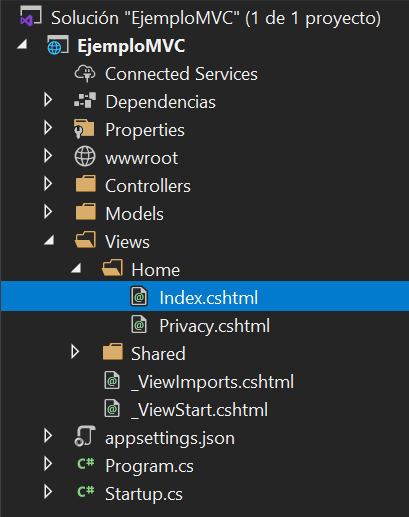 Solución "EjemploMVC" (1 de 1 proyecto)
EjemploMVC
Connected Services
Dependencias
Properties
wwwroot
Controllers
Models
Views
Home
@ Index.cshtml
@ Privacy.cshtml
Shared
@ _ViewImports.cshtml
@ _ViewStart.cshtml
appsettings.json
C# Program.cs
C# Startup.cs